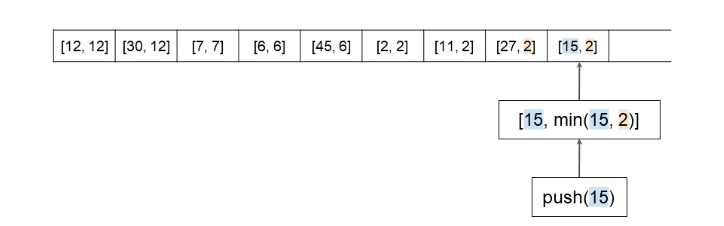 [12, 12] [30, 12] [7, 7] [6, 6] [45, 6] [2, 2] [11, 2] [27, 2] [15, 2]
[15, min(15, 2)]
push(15)